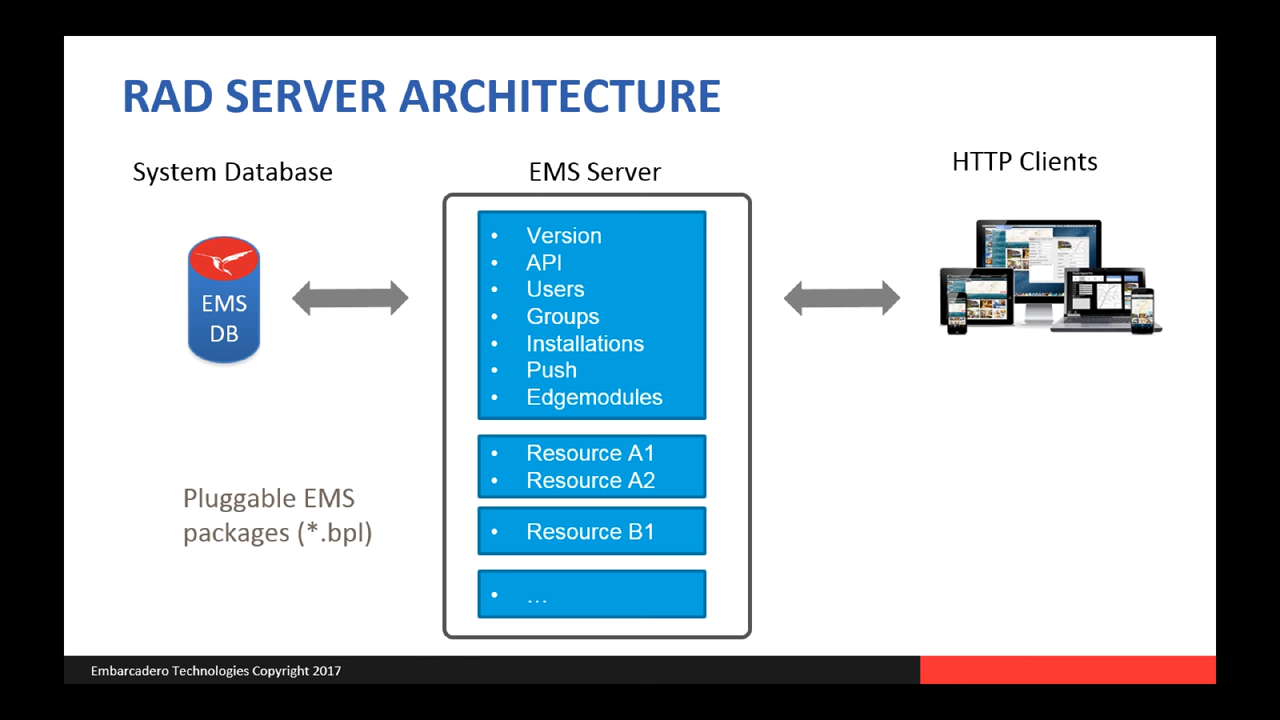 RAD SERVER ARCHITECTURE
System Database
EMS Server
HTTP Clients
EMS
DB
• Version
• API
• Users
• Groups
• Installations
• Push
• Edgemodules
• Resource A1
• Resource A2
• Resource B1
• ...
Pluggable EMS
packages (*.bpl)
Embarcadero Technologies Copyright 2017